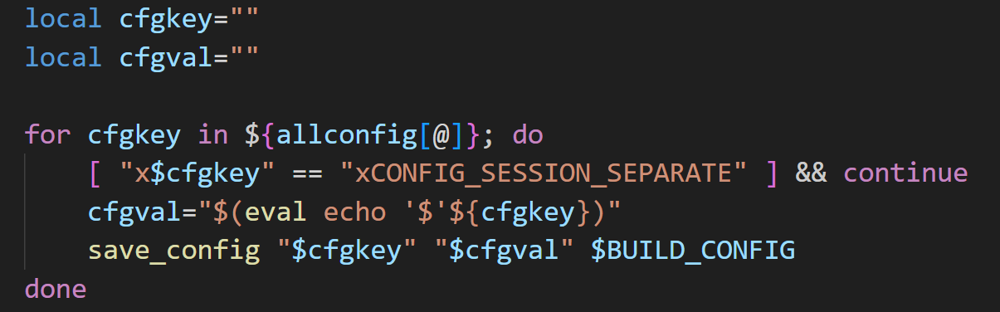 local cfgkey=""
local cfgval=""

for cfgkey in ${allconfig[@]}; do
    [ "x$cfgkey" == "xCONFIG_SESSION_SEPARATE" ] && continue
    cfgval="$(eval echo '$'${cfgkey})"
    save_config "$cfgkey" "$cfgval" $BUILD_CONFIG
done